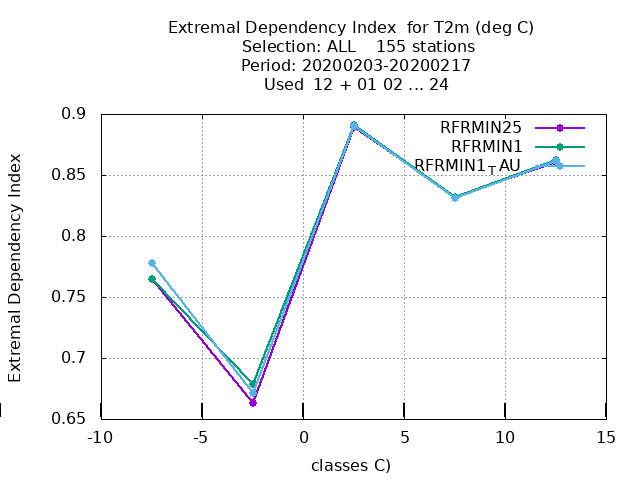 Extremal Dependency Index  for T2m (deg C)
Selection: ALL    155 stations
Period: 20200203-20200217
Used  12 + 01 02 ... 24
Extremal Dependency Index
0.9
0.85
0.8
0.75
0.7
0.65
RFRMIN25
RFRMIN1
RFRMIN1TAU
-10
-5
0
5
10
15
classes C)